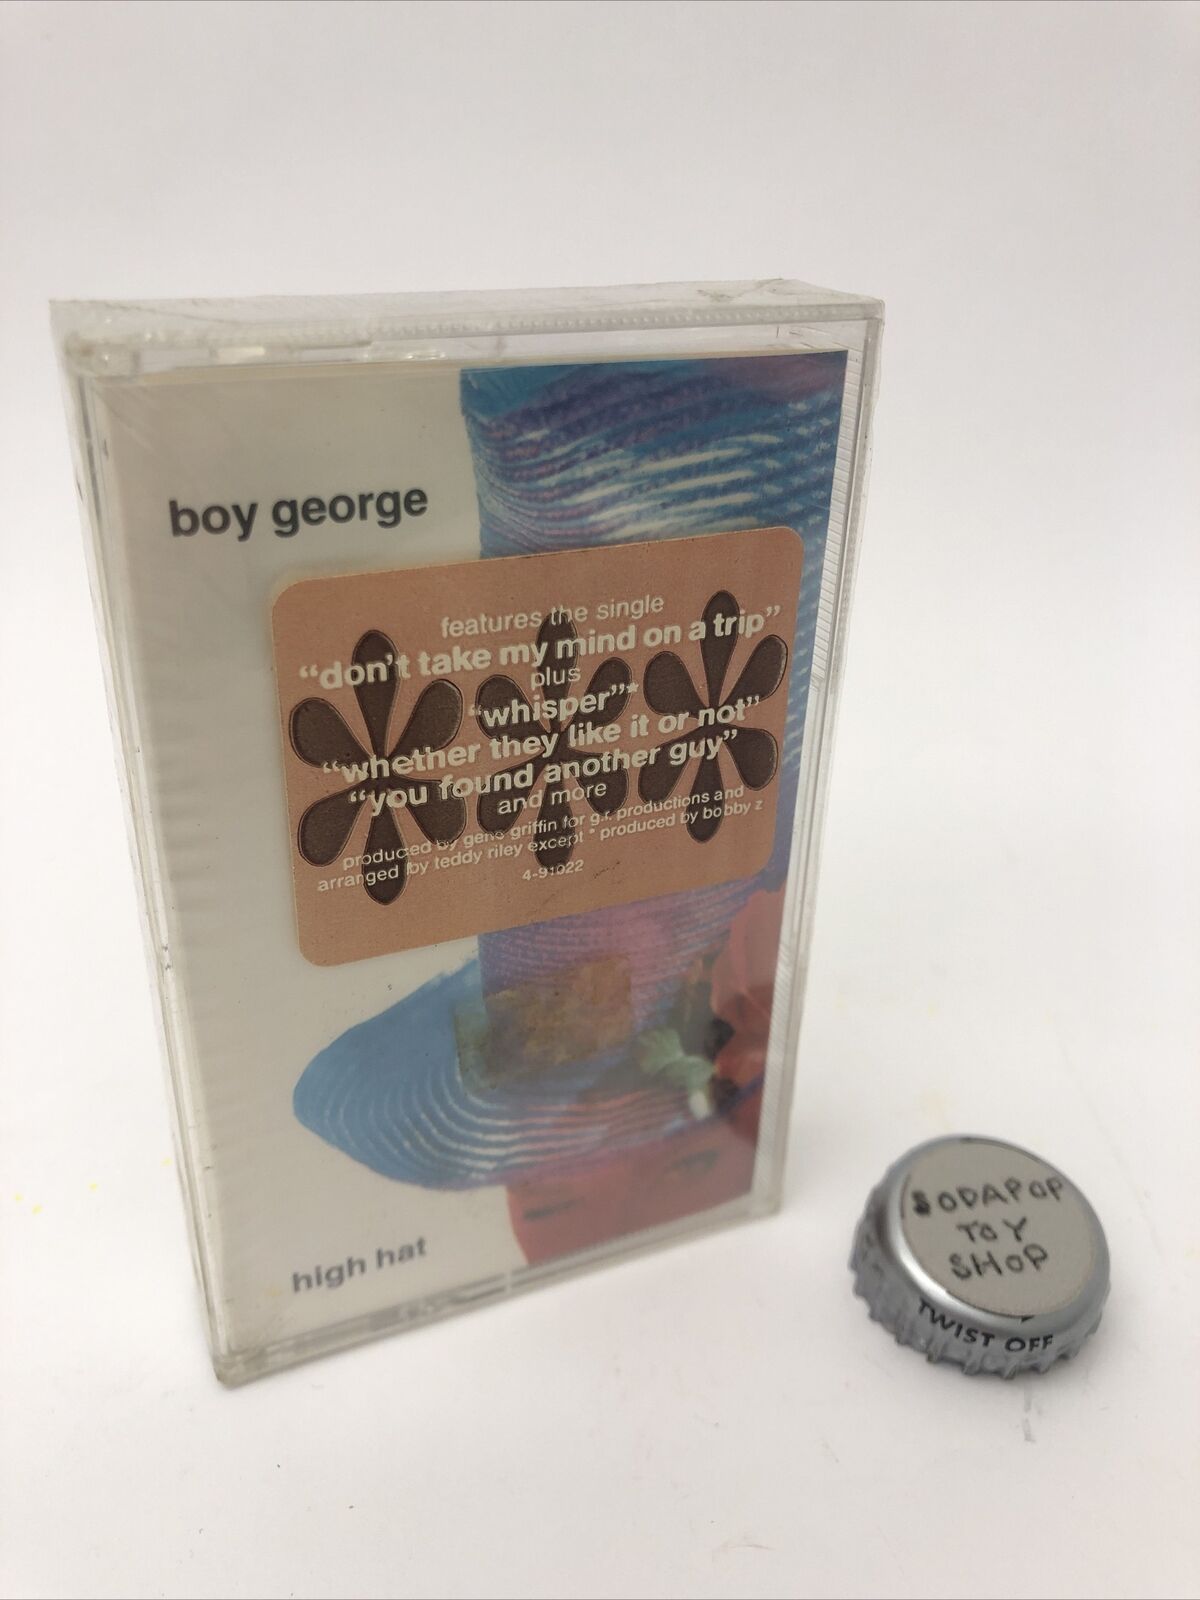 boy george
features the single
“don't take my mind on a trip”
plus
“whisper”*
“whether they like it or not”
“you found another guy”
and more
produced by gene griffin for g.r. productions and
arranged by teddy riley except * produced by bobby z
4-91022
high hat
SODAPOP
TOY
SHOP
TWIST OFF